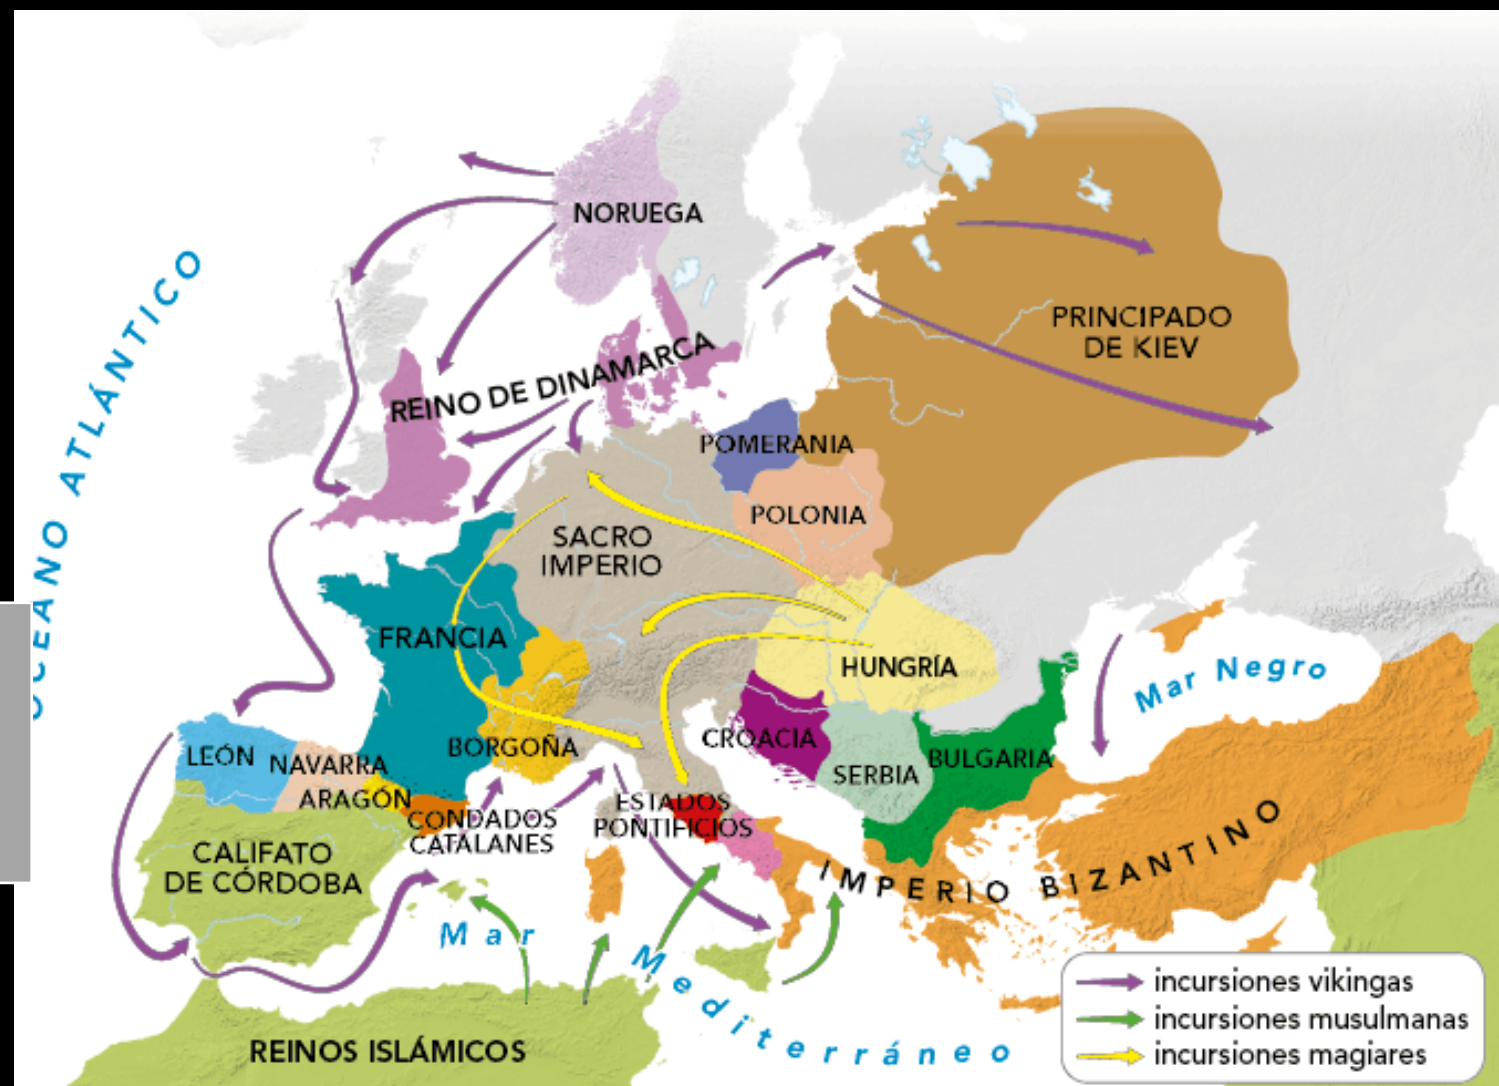 NORUEGA
OCÉANO ATLÁNTICO
PRINCIPADO
DE KIEV
REINO DE DINAMARCA
POMERANIA
POLONIA
SACRO
IMPERIO
FRANCIA
HUNGRÍA
Mar Negro
BORGOÑA
CROACIA
SERBIA
BULGARIA
LEÓN
NAVARRA
ARAGÓN
CONDADOS
CATALANES
ESTADOS
PONTIFICIOS
CALIFATO
DE CÓRDOBA
IMPERIO BIZANTINO
Mar Mediterráneo
REINOS ISLÁMICOS
incursiones vikingas
incursiones musulmanas
incursiones magiares